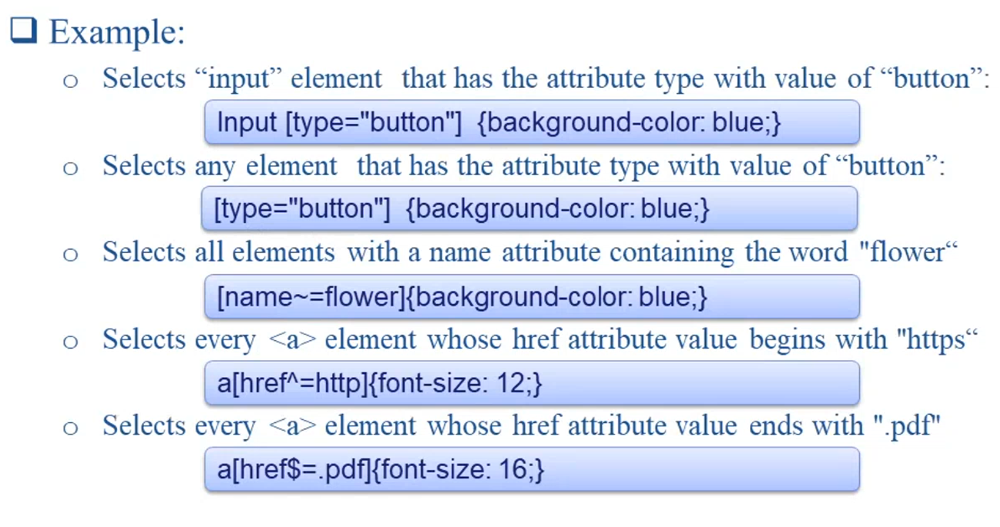 Example:
Selects “input” element that has the attribute type with value of “button”:
Input [type="button"] {background-color: blue;}
Selects any element that has the attribute type with value of “button”:
[type="button"] {background-color: blue;}
Selects all elements with a name attribute containing the word "flower“
[name~=flower]{background-color: blue;}
Selects every <a> element whose href attribute value begins with "https“
a[href^=http]{font-size: 12;}
Selects every <a> element whose href attribute value ends with ".pdf"
a[href$=.pdf]{font-size: 16;}